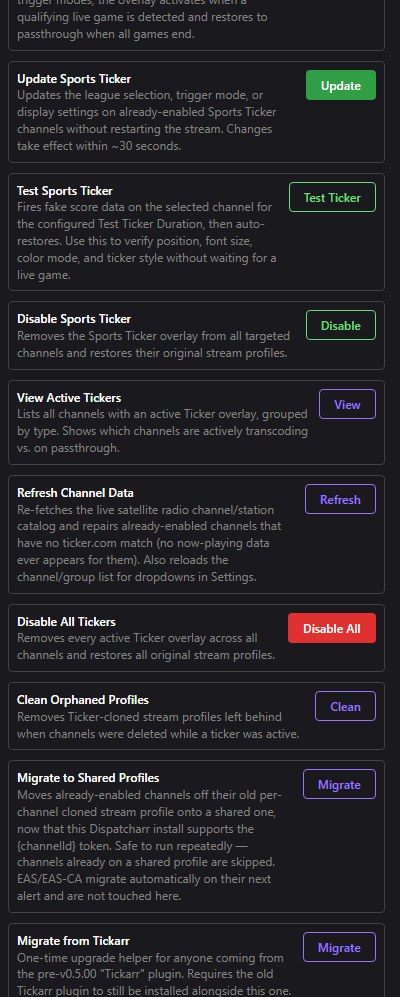 trigger modes, the overlay activates when a
qualifying live game is detected and restores to
passthrough when all games end.
Update Sports Ticker
Updates the league selection, trigger mode, or
display settings on already-enabled Sports Ticker
channels without restarting the stream. Changes
take effect within ~30 seconds.
Update
Test Sports Ticker
Fires fake score data on the selected channel for
the configured Test Ticker Duration, then auto-
restores. Use this to verify position, font size,
color mode, and ticker style without waiting for a
live game.
Test Ticker
Disable Sports Ticker
Removes the Sports Ticker overlay from all targeted
channels and restores their original stream profiles.
Disable
View Active Tickers
Lists all channels with an active Ticker overlay, grouped
by type. Shows which channels are actively transcoding
vs. on passthrough.
View
Refresh Channel Data
Re-fetches the live satellite radio channel/station
catalog and repairs already-enabled channels that
have no ticker.com match (no now-playing data
ever appears for them). Also reloads the
channel/group list for dropdowns in Settings.
Refresh
Disable All Tickers
Removes every active Ticker overlay across all
channels and restores all original stream profiles.
Disable All
Clean Orphaned Profiles
Removes Ticker-cloned stream profiles left behind
when channels were deleted while a ticker was active.
Clean
Migrate to Shared Profiles
Moves already-enabled channels off their old per-
channel cloned stream profile onto a shared one,
now that this Dispatcharr install supports the
{channelId} token. Safe to run repeatedly —
channels already on a shared profile are skipped.
EAS/EAS-CA migrate automatically on their next
alert and are not touched here.
Migrate
Migrate from Tickarr
One-time upgrade helper for anyone coming from
the pre-v0.5.00 "Tickarr" plugin. Requires the old
Tickarr plugin to still be installed alongside this one.
Migrate